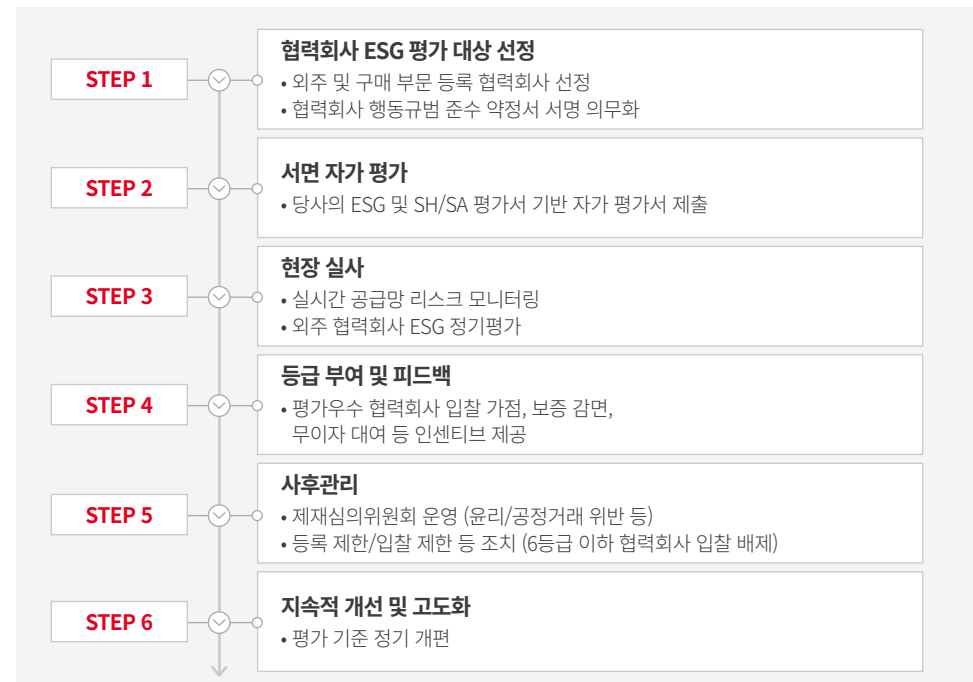 STEP 1
협력회사 ESG 평가 대상 선정
• 외주 및 구매 부문 등록 협력회사 선정
• 협력회사 행동규범 준수 약정서 서명 의무화
STEP 2
서면 자가 평가
• 당사의 ESG 및 SH/SA 평가서 기반 자가 평가서 제출
STEP 3
현장 실사
• 실시간 공급망 리스크 모니터링
• 외주 협력회사 ESG 정기평가
STEP 4
등급 부여 및 피드백
• 평가우수 협력회사 입찰 가점, 보증 감면,
무이자 대여 등 인센티브 제공
STEP 5
사후관리
• 제재심의위원회 운영 (윤리/공정거래 위반 등)
• 등록 제한/입찰 제한 등 조치 (6등급 이하 협력회사 입찰 배제)
STEP 6
지속적 개선 및 고도화
• 평가 기준 정기 개편